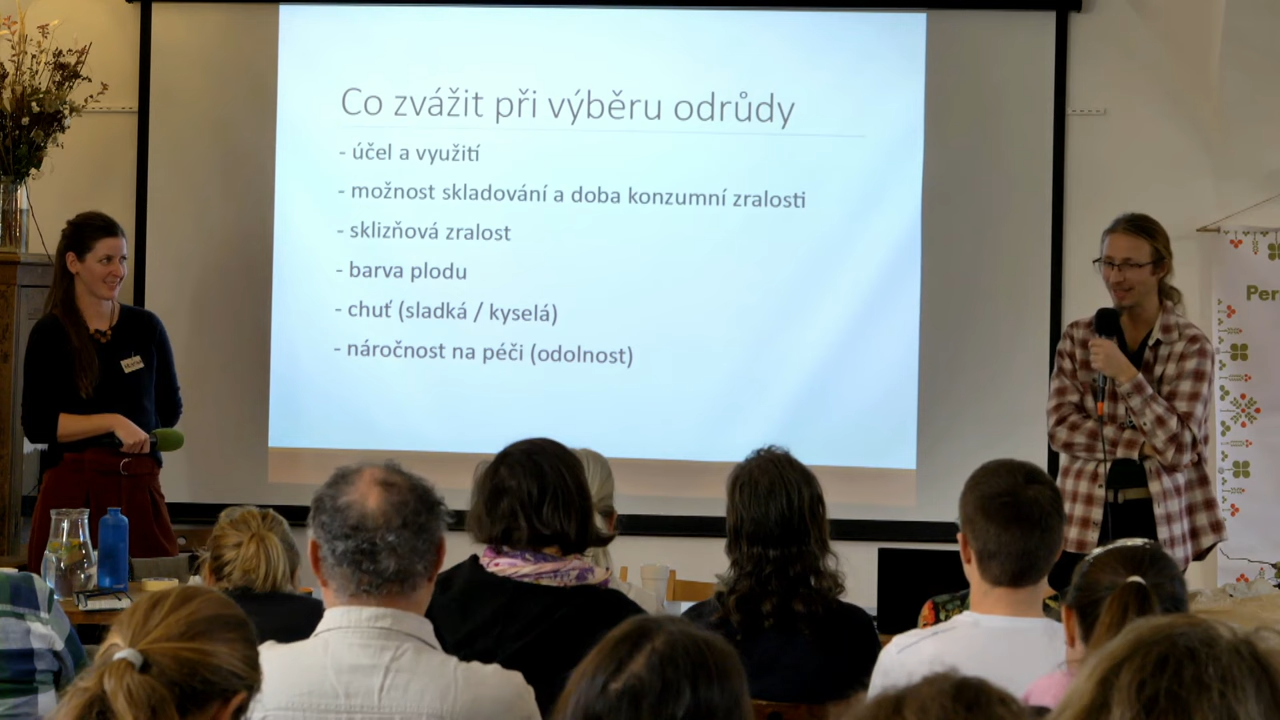 Co zvážit při výběru odrůdy
- účel a využití
- možnost skladování a doba konzumní zralosti
- sklizňová zralost
- barva plodu
- chuť (sladká / kyselá)
- náročnost na péči (odolnost)
Per